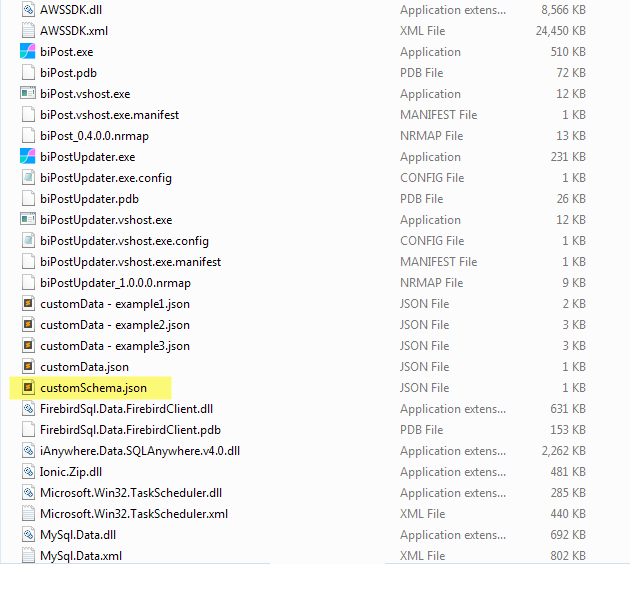 AWSSDK.dll Application extens... 8,566 KB
AWSSDK.xml XML File 24,450 KB
biPost.exe Application 510 KB
biPost.pdb PDB File 72 KB
biPost.vshost.exe Application 12 KB
biPost.vshost.exe.manifest MANIFEST File 1 KB
biPost_0.4.0.0.nrmap NRMAP File 13 KB
biPostUpdater.exe Application 231 KB
biPostUpdater.exe.config CONFIG File 1 KB
biPostUpdater.pdb PDB File 26 KB
biPostUpdater.vshost.exe Application 12 KB
biPostUpdater.vshost.exe.config CONFIG File 1 KB
biPostUpdater.vshost.exe.manifest MANIFEST File 1 KB
biPostUpdater_1.0.0.0.nrmap NRMAP File 9 KB
customData - example1.json JSON File 2 KB
customData - example2.json JSON File 3 KB
customData - example3.json JSON File 3 KB
customData.json JSON File 1 KB
customSchema.json JSON File 1 KB
FirebirdSql.Data.FirebirdClient.dll Application extens... 631 KB
FirebirdSql.Data.FirebirdClient.pdb PDB File 153 KB
iAnywhere.Data.SQLAnywhere.v4.0.dll Application extens... 2,262 KB
Ionic.Zip.dll Application extens... 481 KB
Microsoft.Win32.TaskScheduler.dll Application extens... 285 KB
Microsoft.Win32.TaskScheduler.xml XML File 440 KB
MySql.Data.dll Application extens... 692 KB
MySql.Data.xml XML File 802 KB